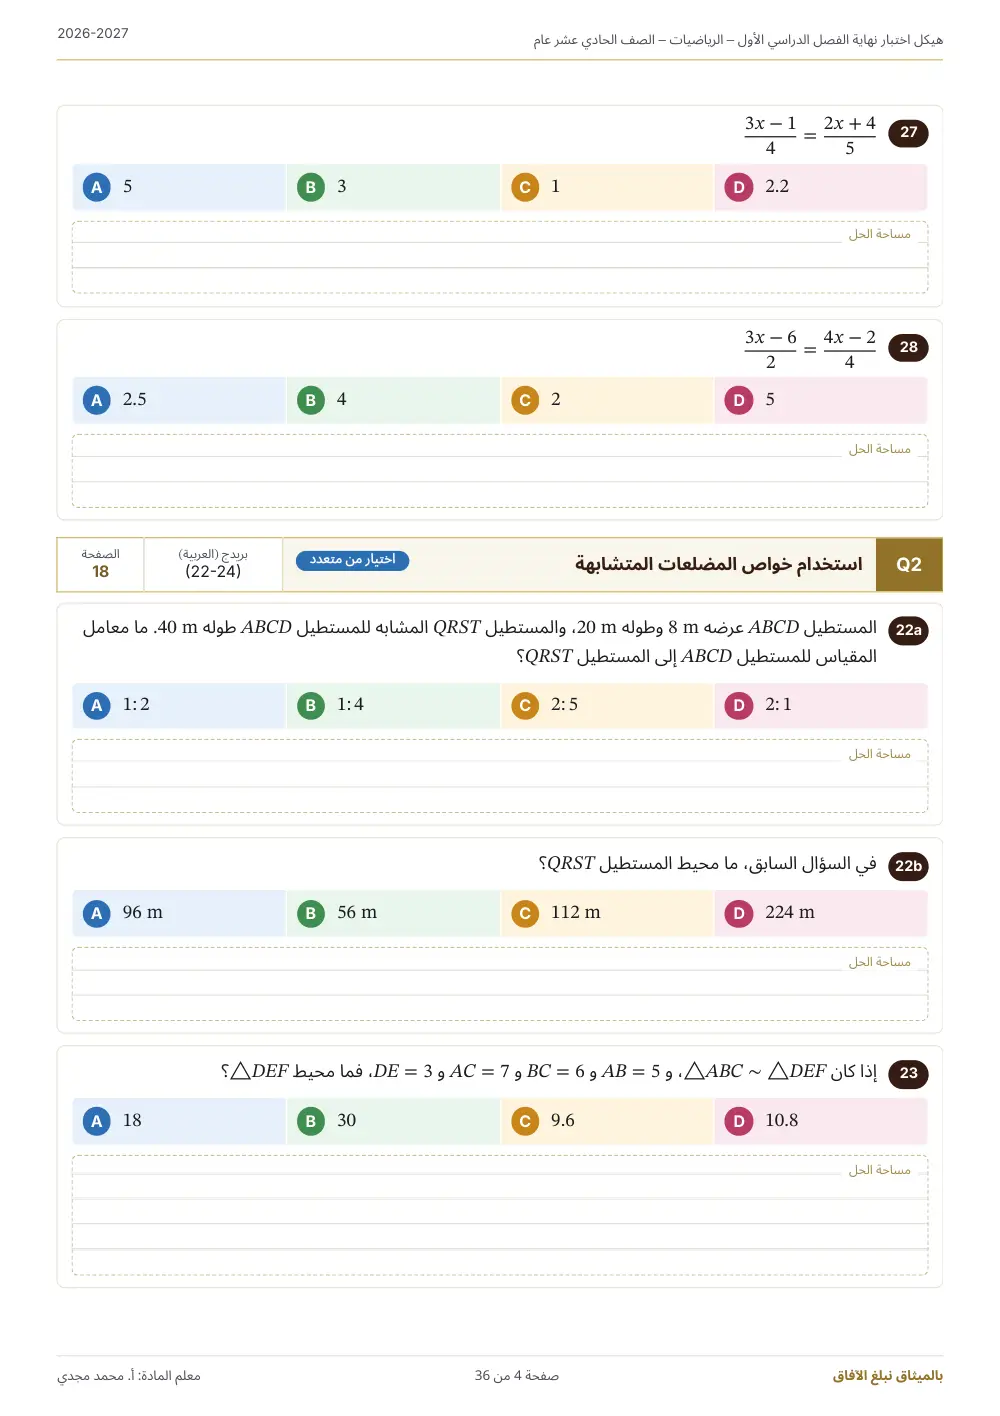 هيكل اختبار نهاية الفصل الدراسي الأول – الرياضيات – الصف الحادي عشر عام
2026-2027
27
(3x − 1)/4 = (2x + 4)/5
A 5 B 3 C 1 D 2.2
مساحة الحل
28
(3x − 6)/2 = (4x − 2)/4
A 2.5 B 4 C 2 D 5
مساحة الحل
Q2 استخدام خواص المضلعات المتشابهة اختيار من متعدد
بريدج (العربية)
(22-24)
الصفحة
18
22a المستطيل ABCD عرضه 8 m وطوله 20 m، والمستطيل QRST المشابه للمستطيل ABCD طوله 40 m. ما معامل
المقياس للمستطيل ABCD إلى المستطيل QRST؟
A 1:2 B 1:4 C 2:5 D 2:1
مساحة الحل
22b في السؤال السابق، ما محيط المستطيل QRST؟
A 96 m B 56 m C 112 m D 224 m
مساحة الحل
23 إذا كان △ABC ~ △DEF، و AB = 5 و BC = 6 و AC = 7 و DE = 3، فما محيط △DEF؟
A 18 B 30 C 9.6 D 10.8
مساحة الحل
بالميثاق نبلغ الآفاق
صفحة 4 من 36
معلم المادة: أ. محمد مجدي